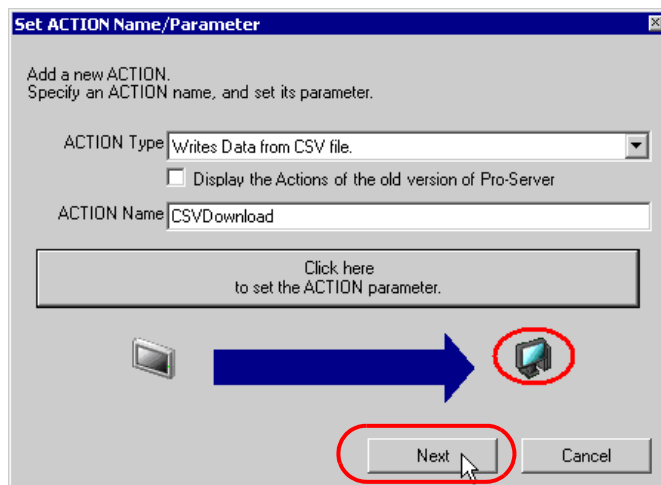 Set ACTION Name/Parameter
Add a new ACTION.
Specify an ACTION name, and set its parameter.
ACTION Type Writes Data from CSV file.
Display the Actions of the old version of Pro-Server
ACTION Name CSVDownload
Click here
to set the ACTION parameter.
Next Cancel